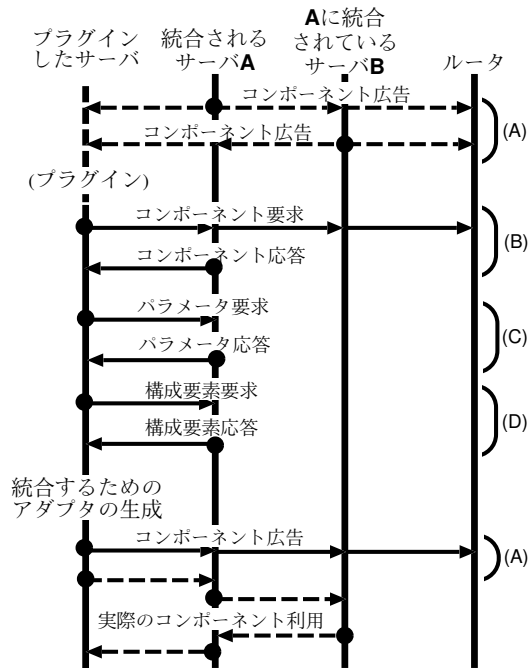 プラグイン
したサーバ
統合される
サーバA
Aに統合
されている
サーバB
ルータ
コンポーネント広告
コンポーネント広告
(A)
(プラグイン)
コンポーネント要求
コンポーネント応答
(B)
パラメータ要求
パラメータ応答
(C)
構成要素要求
構成要素応答
(D)
統合するための
アダプタの生成
コンポーネント広告
(A)
実際のコンポーネント利用